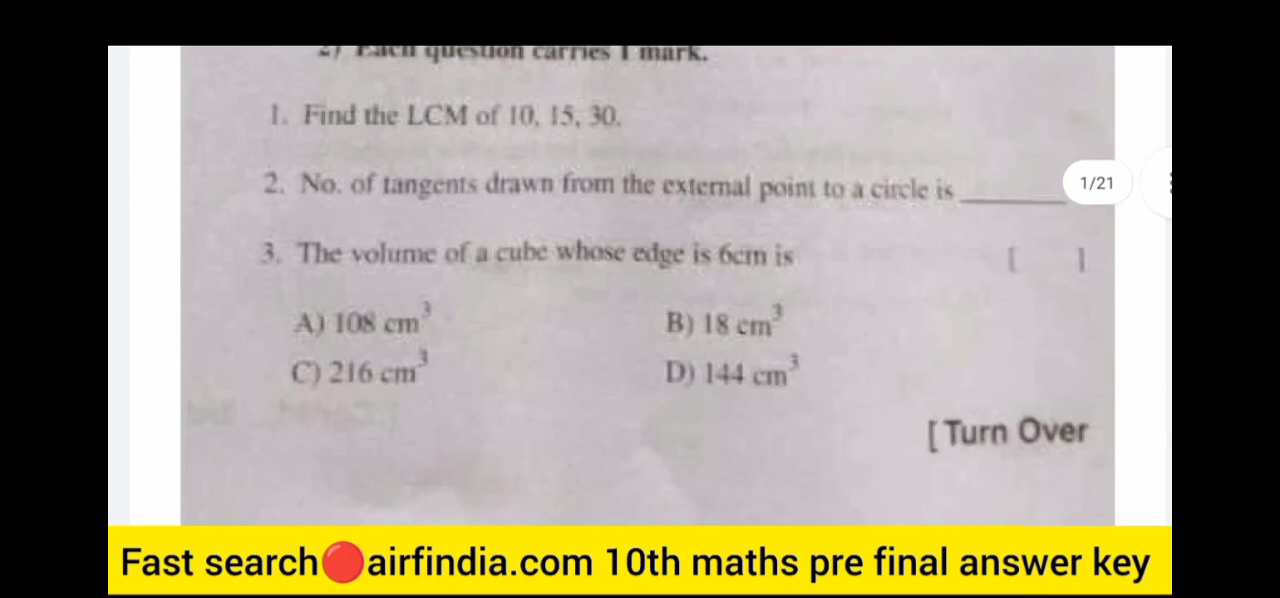 2) Each question carries 1 mark.
1. Find the LCM of 10, 15, 30.
2. No. of tangents drawn from the external point to a circle is ______
1/21
3. The volume of a cube whose edge is 6cm is [ ]
A) 108 cm³ B) 18 cm³
C) 216 cm³ D) 144 cm³
[ Turn Over
Fast search🔴airfindia.com 10th maths pre final answer key